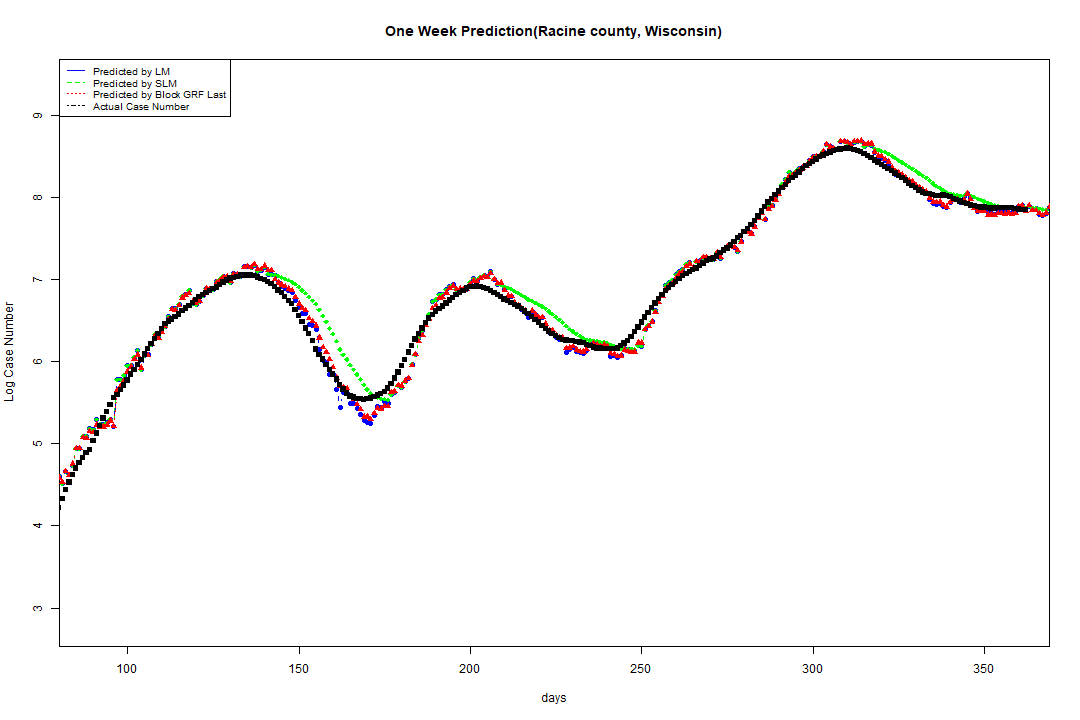 One Week Prediction(Racine county, Wisconsin)
Predicted by LM
Predicted by SLM
Predicted by Block GRF Last
Actual Case Number
9
8
7
6
5
4
3
Log Case Number
100 150 200 250 300 350
days